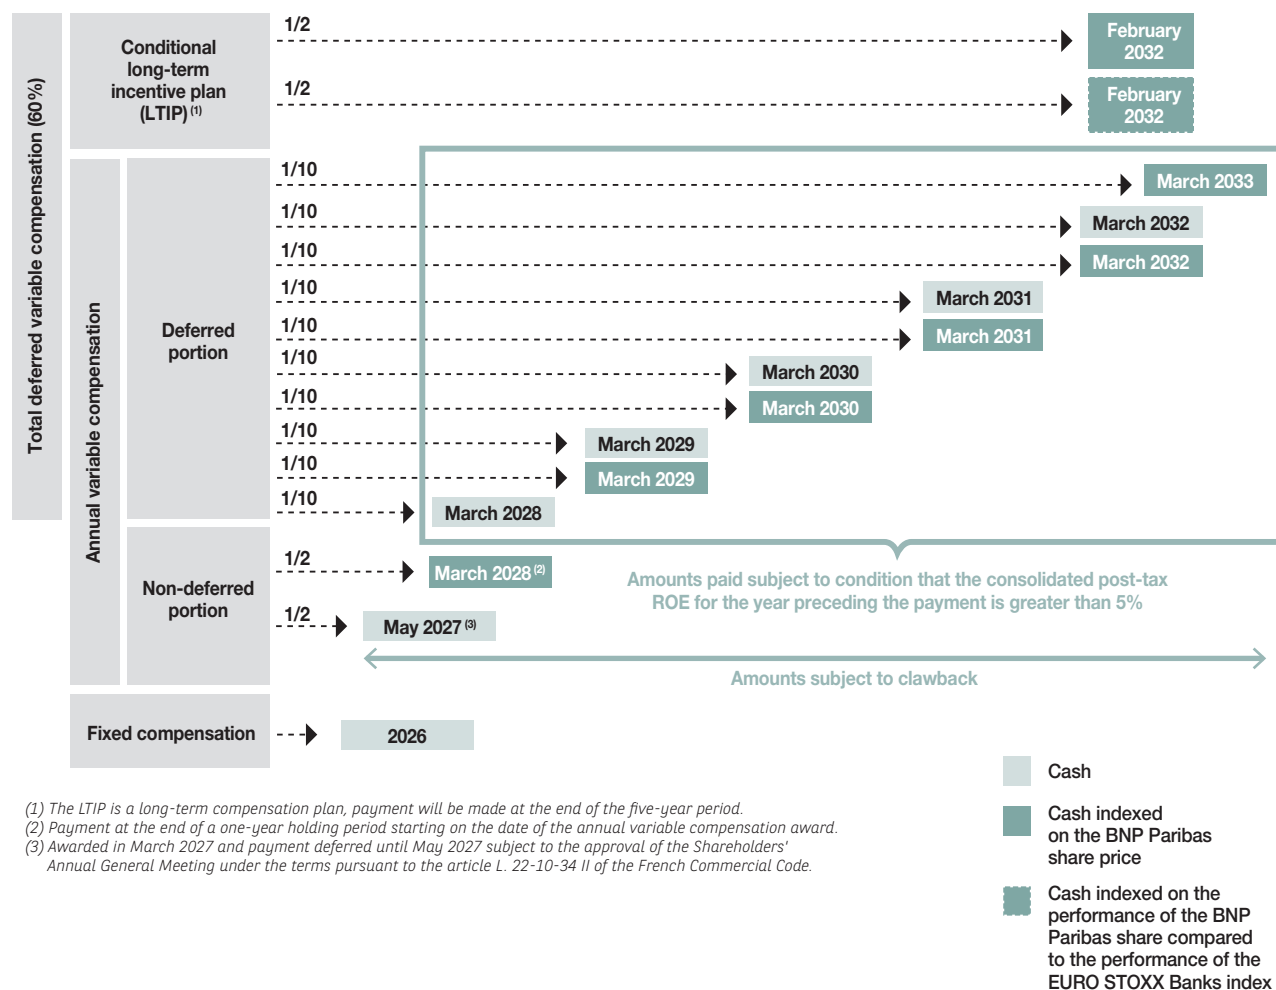 Total deferred variable compensation (60%)
Conditional
long-term
incentive plan
(LTIP) (1)
1/2
February
2032
1/2
February
2032
Annual variable compensation
Deferred
portion
1/10
March 2033
1/10
March 2032
1/10
March 2032
1/10
March 2031
1/10
March 2031
1/10
March 2030
1/10
March 2030
1/10
March 2029
1/10
March 2029
1/10
March 2028
Non-deferred
portion
1/2
March 2028 (2)
1/2
May 2027 (3)
Amounts paid subject to condition that the consolidated post-tax
ROE for the year preceding the payment is greater than 5%
Amounts subject to clawback
Fixed compensation
2026
Cash
Cash indexed
on the BNP Paribas
share price
Cash indexed on the
performance of the BNP
Paribas share compared
to the performance of the
EURO STOXX Banks index
(1) The LTIP is a long-term compensation plan, payment will be made at the end of the five-year period.
(2) Payment at the end of a one-year holding period starting on the date of the annual variable compensation award.
(3) Awarded in March 2027 and payment deferred until May 2027 subject to the approval of the Shareholders'
Annual General Meeting under the terms pursuant to the article L. 22-10-34 II of the French Commercial Code.